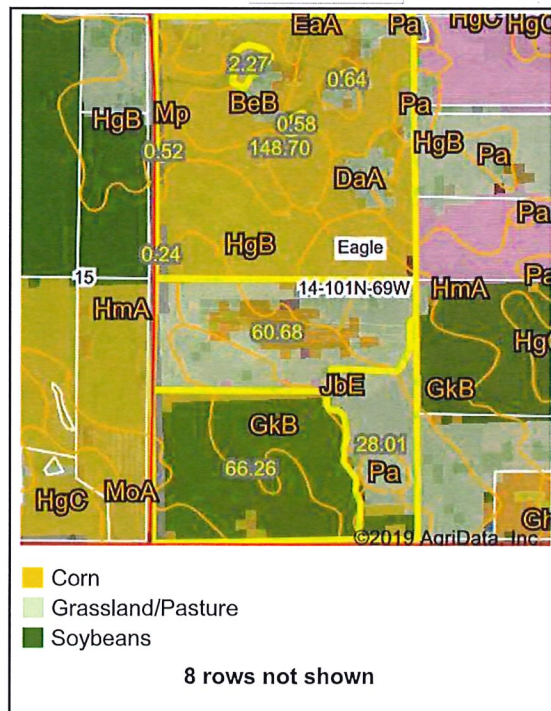 EaA Pa HgC HgC
2.27 0.64
BeB Pa
HgB Mp 0.58 HgB
0.52 148.70 Pa
DaA
Pa
0.24 HgB Eagle
15 14-101N-69W Pa
HmA HmA
60.68 HgC
JbE GkB
GkB
66.26 28.01
Pa
HgC MoA
Gh
©2019 AgriData, Inc.
Corn
Grassland/Pasture
Soybeans
8 rows not shown